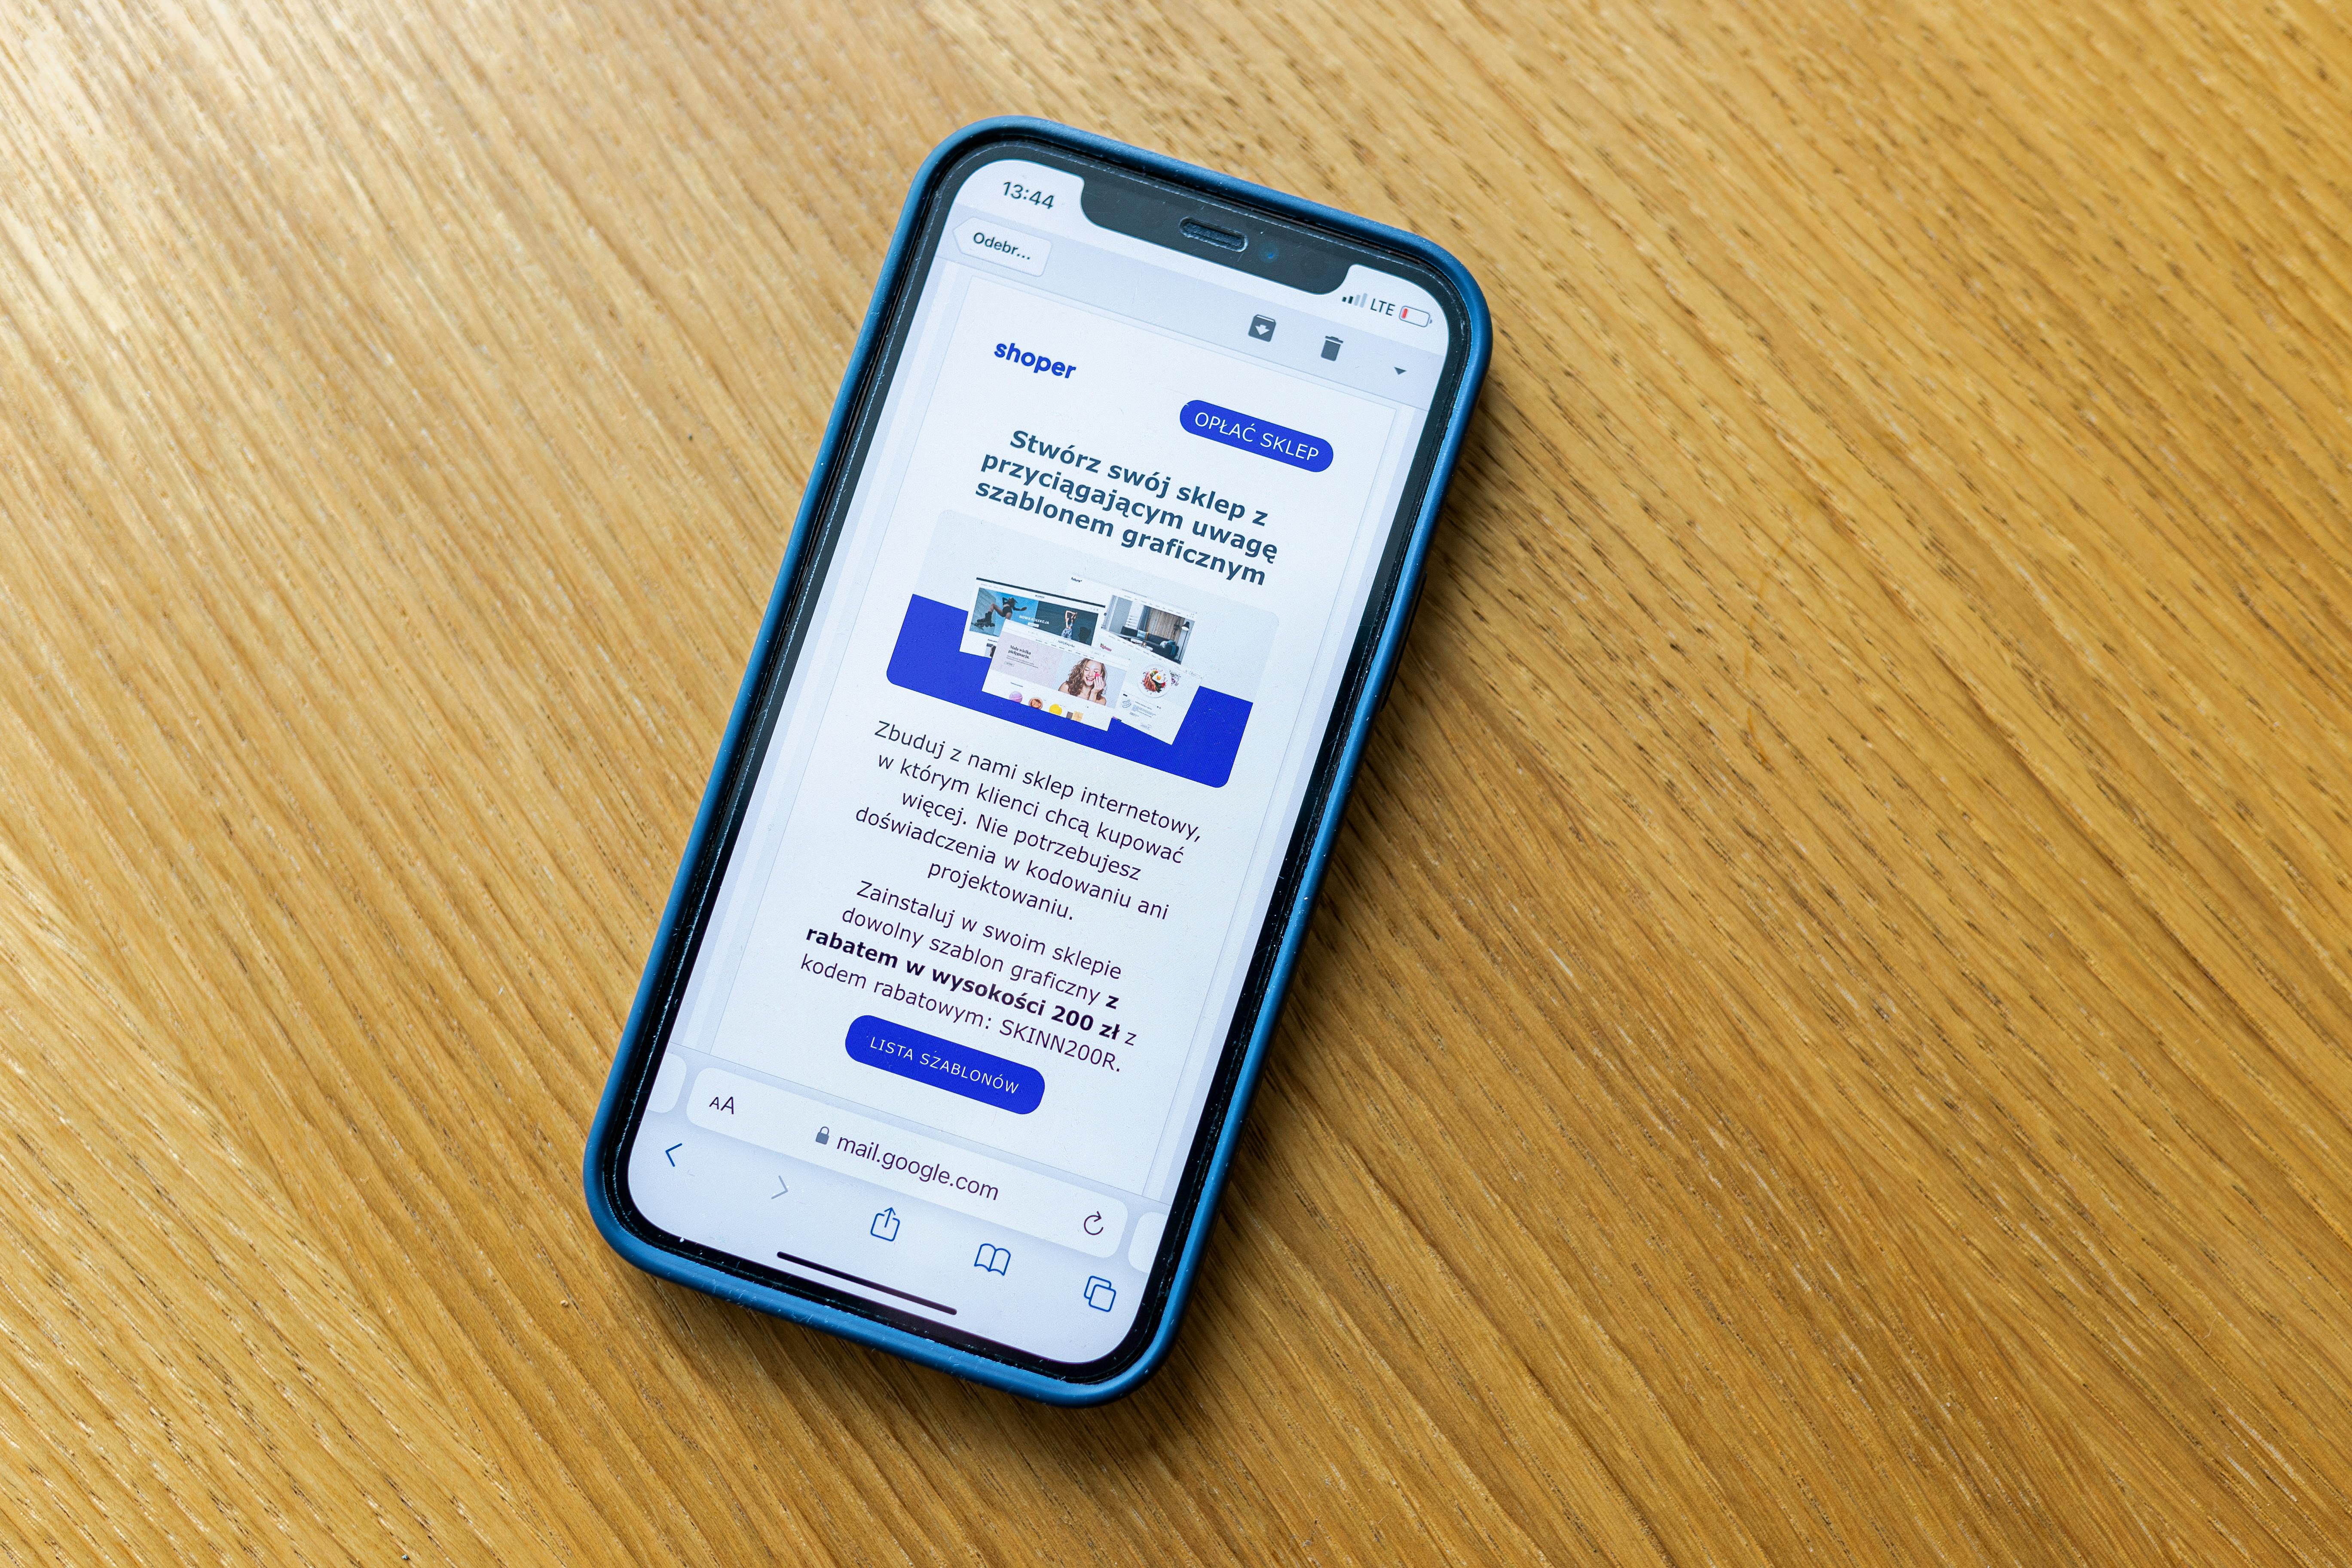 13:44
LTE
Odebr...
shoper
OPŁAĆ SKLEP
Stwórz swój sklep z
przyciągającym uwagę
szablonem graficznym
Zbuduj z nami sklep internetowy,
w którym klienci chcą kupować
więcej. Nie potrzebujesz
doświadczenia w kodowaniu ani
projektowaniu.
Zainstaluj w swoim sklepie
dowolny szablon graficzny z
rabatem w wysokości 200 zł z
kodem rabatowym: SKINN200R.
LISTA SZABLONÓW
AA
mail.google.com